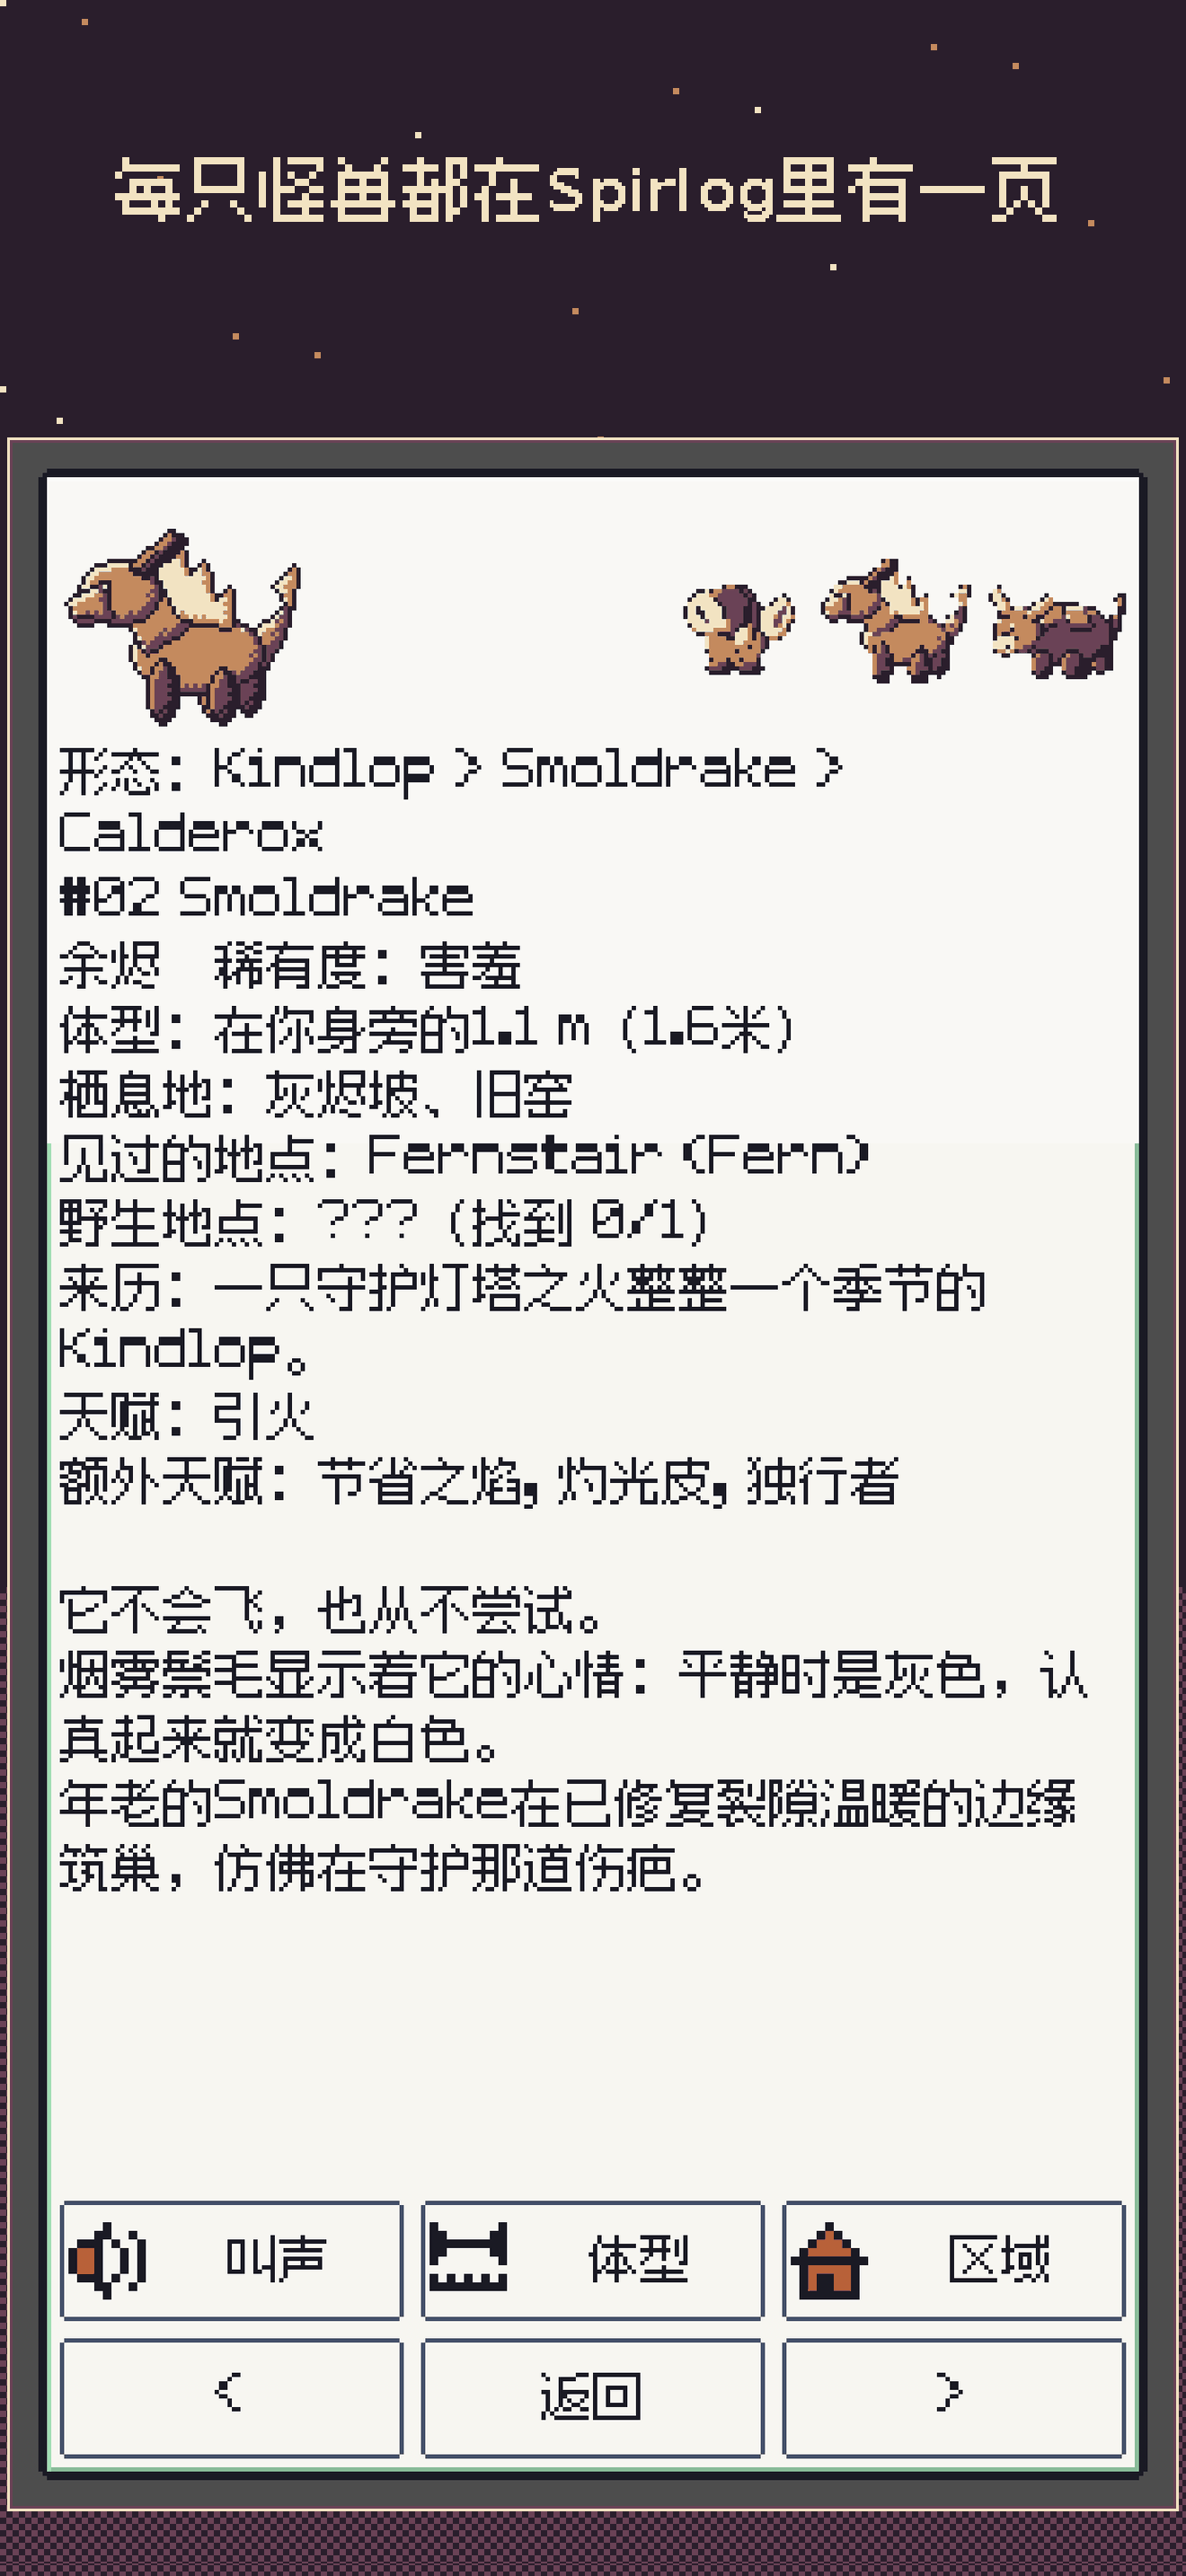 每只怪兽都在Spirlog里有一页
形态：Kindlop > Smoldrake >
Calderox
#02 Smoldrake
余烬　稀有度：害羞
体型：在你身旁的1.1 m（1.6米）
栖息地：灰烬坡、旧窑
见过的地点：Fernstair (Fern)
野生地点：???（找到 0/1）
来历：一只守护灯塔之火整整一个季节的
Kindlop。
天赋：引火
额外天赋：节省之焰，灼光皮，独行者
它不会飞，也从不尝试。
烟雾鬃毛显示着它的心情：平静时是灰色，认
真起来就变成白色。
年老的Smoldrake在已修复裂隙温暖的边缘
筑巢，仿佛在守护那道伤疤。
叫声 体型 区域
< 返回 >